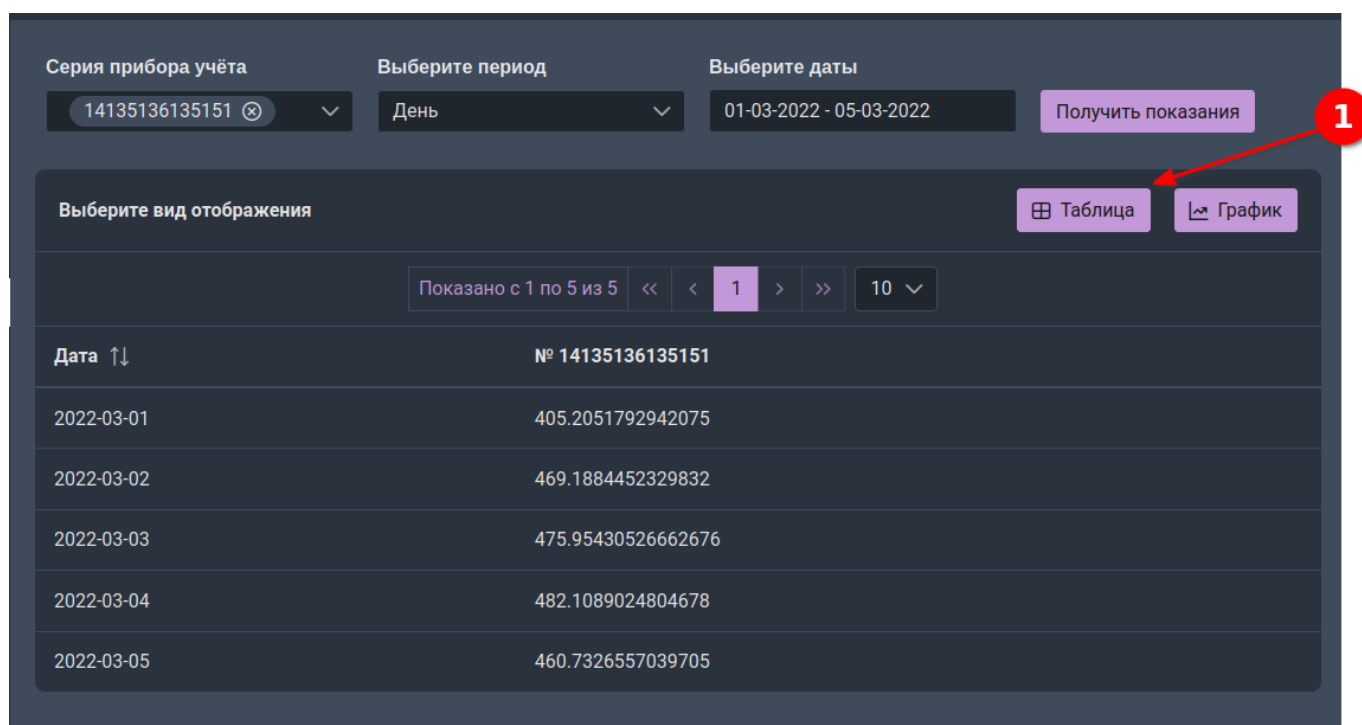 Серия прибора учёта Выберите период Выберите даты
14135136135151 День 01-03-2022 - 05-03-2022 Получить показания 1
Выберите вид отображения Таблица График
Показано с 1 по 5 из 5 << < 1 > >> 10
Дата № 14135136135151
2022-03-01 405.2051792942075
2022-03-02 469.1884452329832
2022-03-03 475.95430526662676
2022-03-04 482.1089024804678
2022-03-05 460.7326557039705